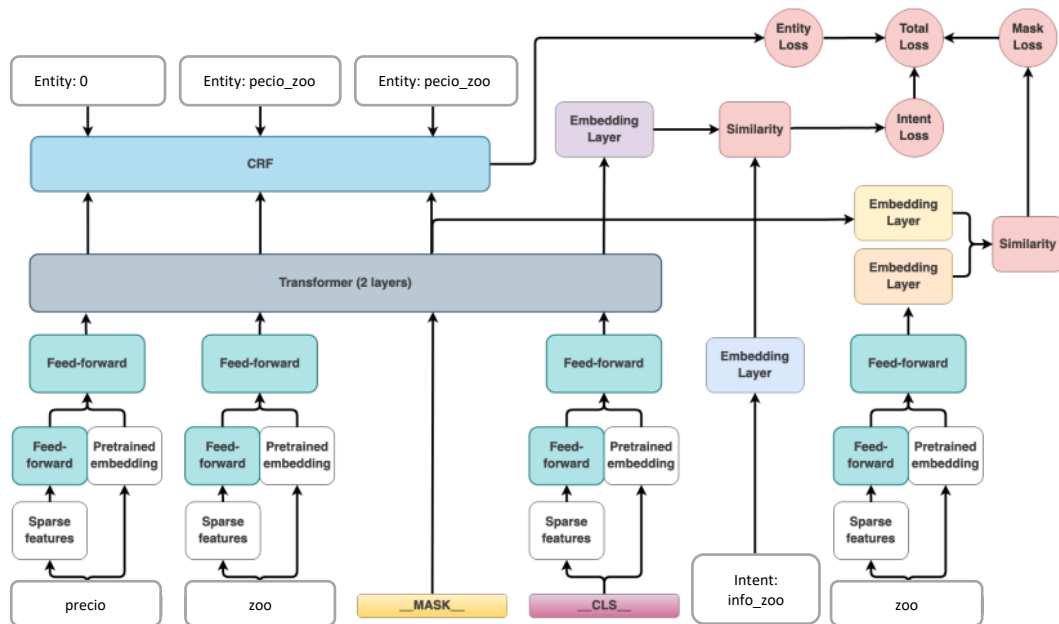 Entity
Loss
Total
Loss
Mask
Loss
Entity: 0
Entity: pecio_zoo
Entity: pecio_zoo
Embedding
Layer
Similarity
Intent
Loss
CRF
Embedding
Layer
Similarity
Embedding
Layer
Transformer (2 layers)
Feed-forward
Feed-forward
Feed-forward
Embedding
Layer
Feed-forward
Feed-
forward
Pretrained
embedding
Feed-
forward
Pretrained
embedding
Feed-
forward
Pretrained
embedding
Feed-
forward
Pretrained
embedding
Sparse
features
Sparse
features
Sparse
features
Sparse
features
precio
zoo
__MASK__
__CLS__
Intent:
info_zoo
zoo